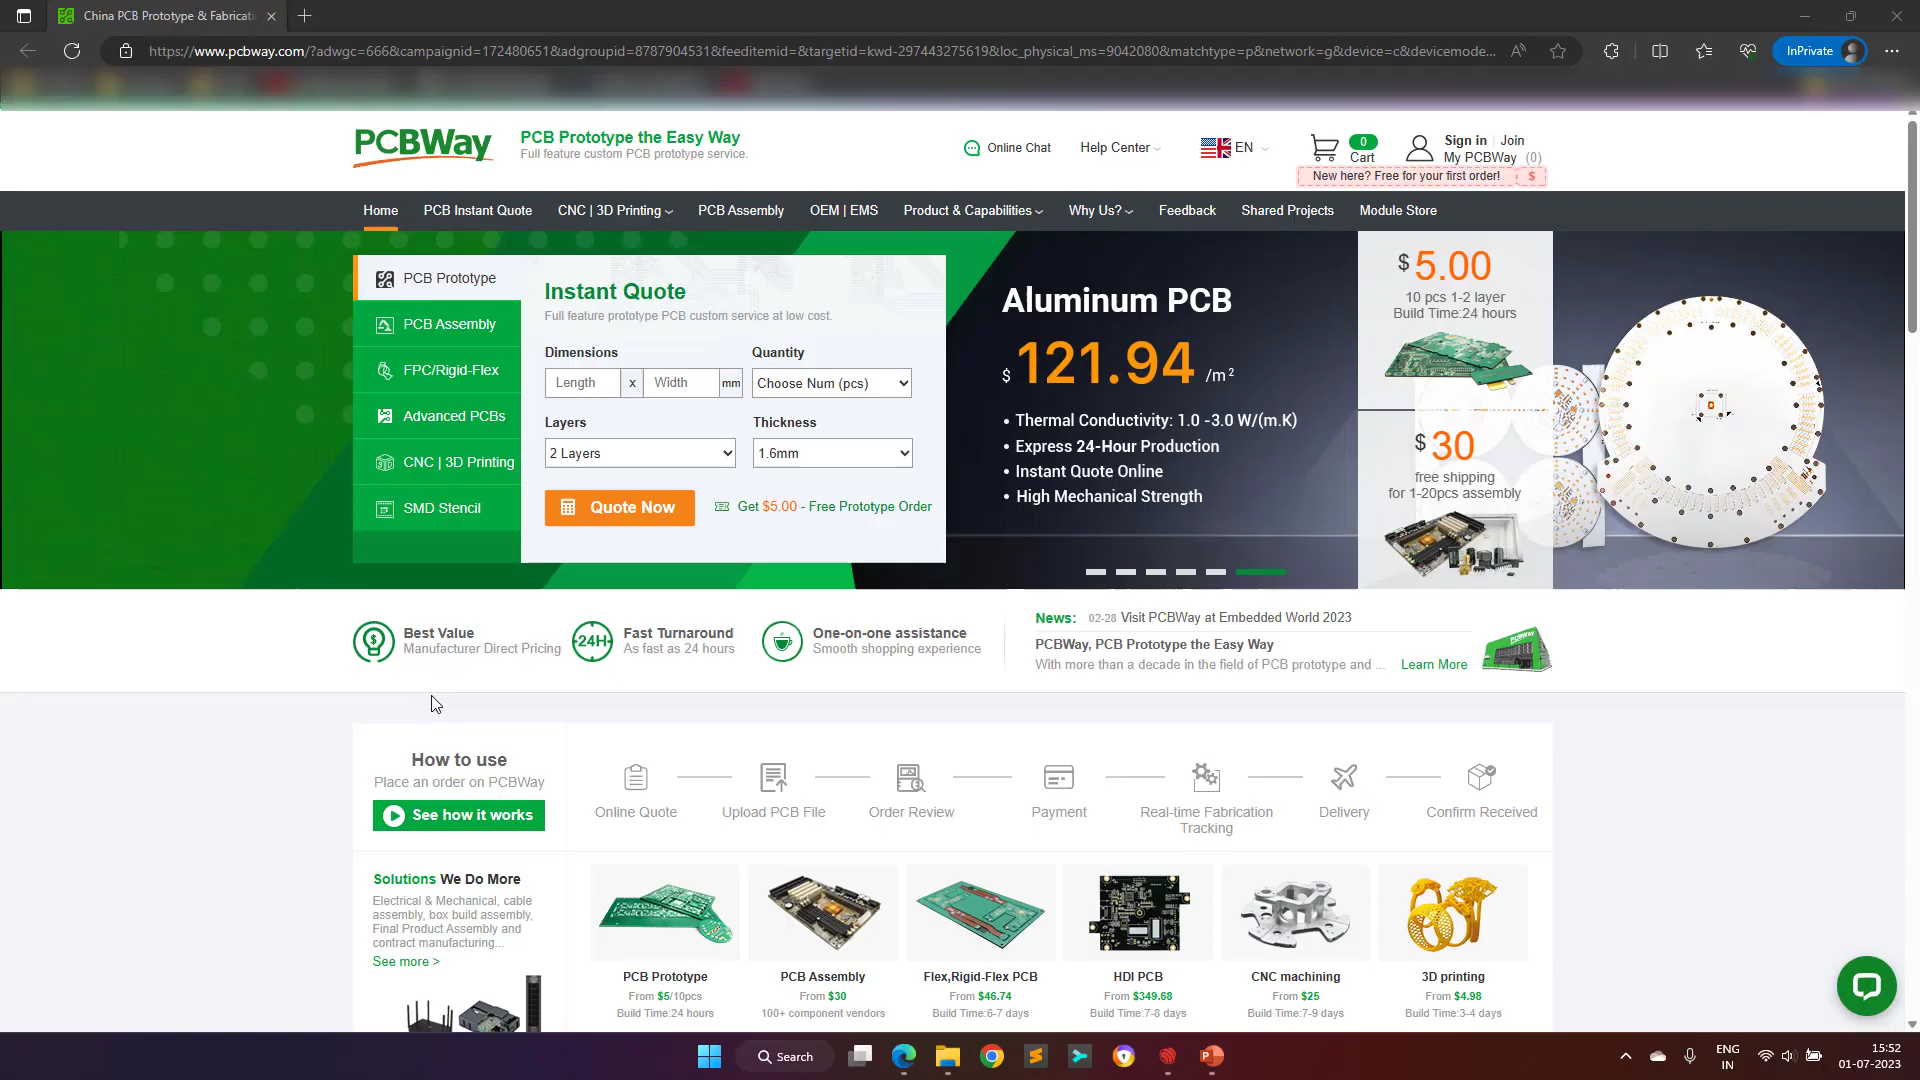 China PCB Prototype & Fabricati
https://www.pcbway.com/?adwgc=666&campaignid=172480651&adgroupid=8787904531&feeditemid=&targetid=kwd-297443275619&loc_physical_ms=9042080&matchtype=p&network=g&device=c&devicemode...
InPrivate
PCBWay
PCB Prototype the Easy Way
Full feature custom PCB prototype service.
Online Chat
Help Center
EN
0
Cart
Sign in
Join
My PCBWay (0)
New here? Free for your first order! $
Home
PCB Instant Quote
CNC | 3D Printing
PCB Assembly
OEM | EMS
Product & Capabilities
Why Us?
Feedback
Shared Projects
Module Store
PCB Prototype
PCB Assembly
FPC/Rigid-Flex
Advanced PCBs
CNC | 3D Printing
SMD Stencil
Instant Quote
Full feature prototype PCB custom service at low cost.
Dimensions
Quantity
Length x Width mm
Choose Num (pcs)
Layers
Thickness
2 Layers
1.6mm
Quote Now
Get $5.00 - Free Prototype Order
Aluminum PCB
$ 121.94 /m2
• Thermal Conductivity: 1.0 -3.0 W/(m.K)
• Express 24-Hour Production
• Instant Quote Online
• High Mechanical Strength
$ 5.00
10 pcs 1-2 layer
Build Time:24 hours
$ 30
free shipping
for 1-20pcs assembly
Best Value
Manufacturer Direct Pricing
24H
Fast Turnaround
As fast as 24 hours
One-on-one assistance
Smooth shopping experience
News: 02-28 Visit PCBWay at Embedded World 2023
PCBWay, PCB Prototype the Easy Way
With more than a decade in the field of PCB prototype and ... Learn More
PCBWay
How to use
Place an order on PCBWay
See how it works
Online Quote
Upload PCB File
Order Review
Payment
Real-time Fabrication
Tracking
Delivery
Confirm Received
Solutions We Do More
Electrical & Mechanical, cable
assembly, box build assembly,
Final Product Assembly and
contract manufacturing...
See more >
PCB Prototype
From $5/10pcs
Build Time:24 hours
PCB Assembly
From $30
100+ component vendors
Flex,Rigid-Flex PCB
From $46.74
Build Time:6-7 days
HDI PCB
From $349.68
Build Time:7-8 days
CNC machining
From $25
Build Time:7-9 days
3D printing
From $4.98
Build Time:3-4 days
Search
ENG
IN
15:52
01-07-2023